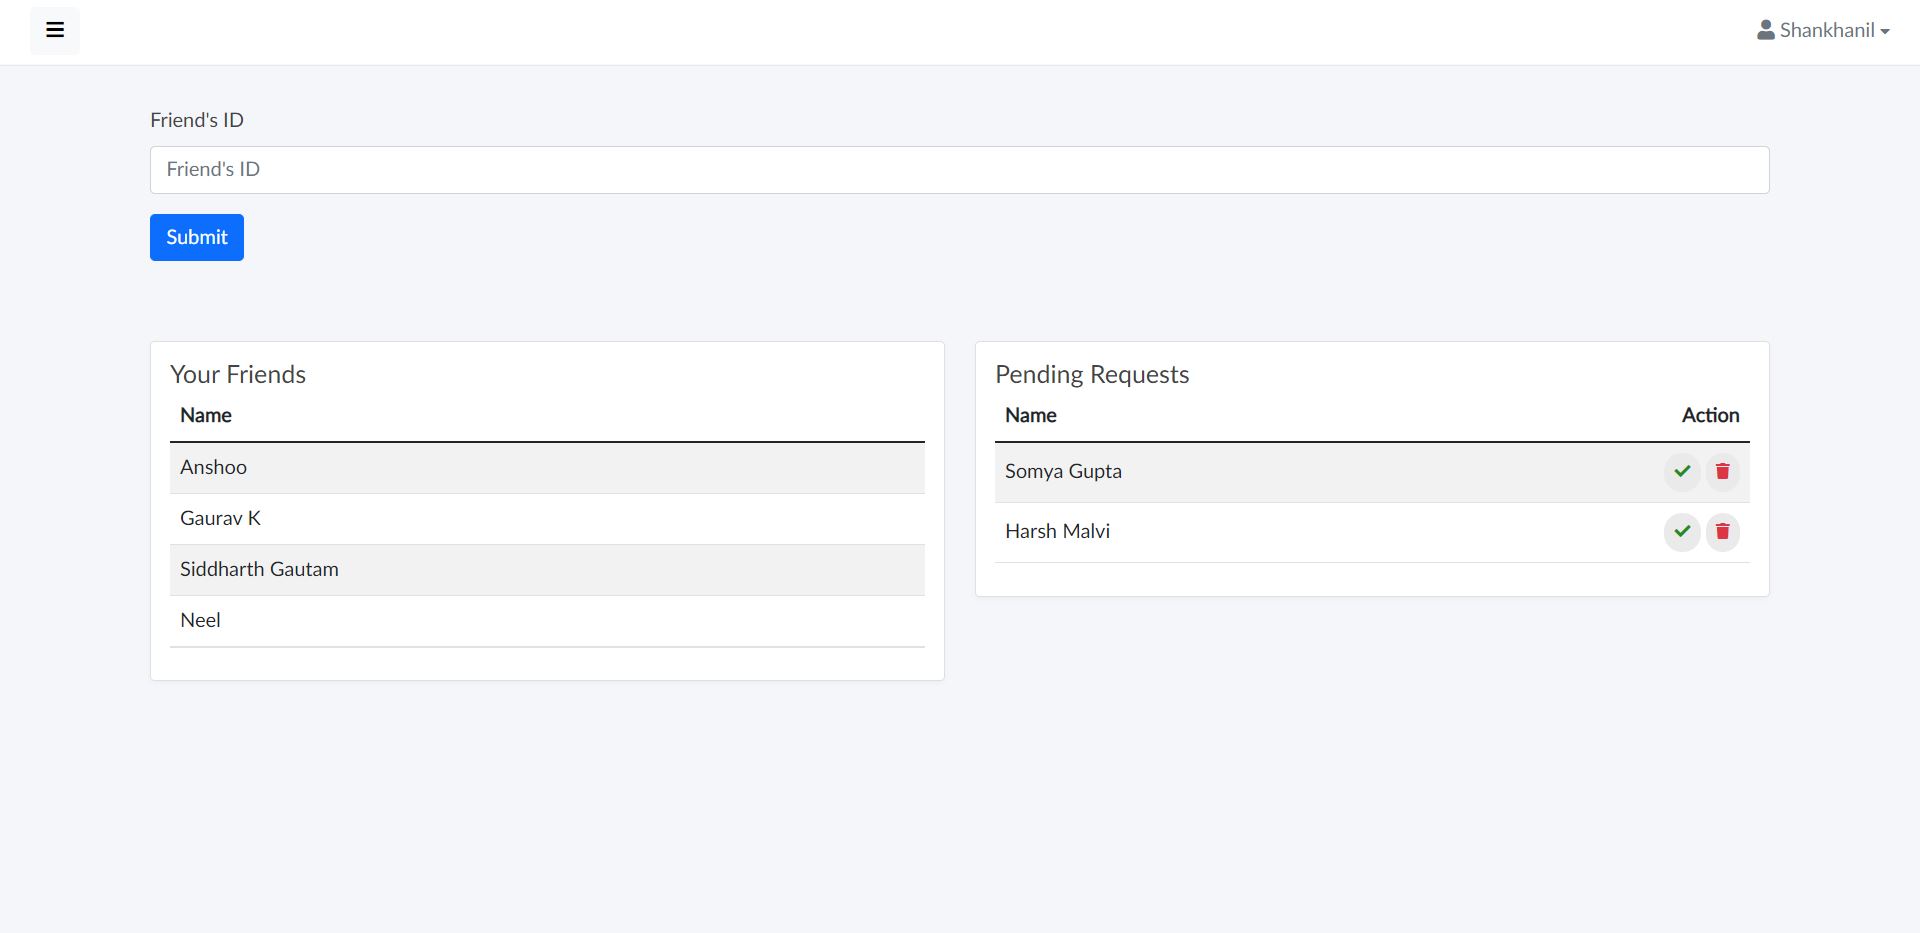 Shankhanil
Friend's ID
Friend's ID
Submit
Your Friends
Name
Anshoo
Gaurav K
Siddharth Gautam
Neel
Pending Requests
Name Action
Somya Gupta
Harsh Malvi